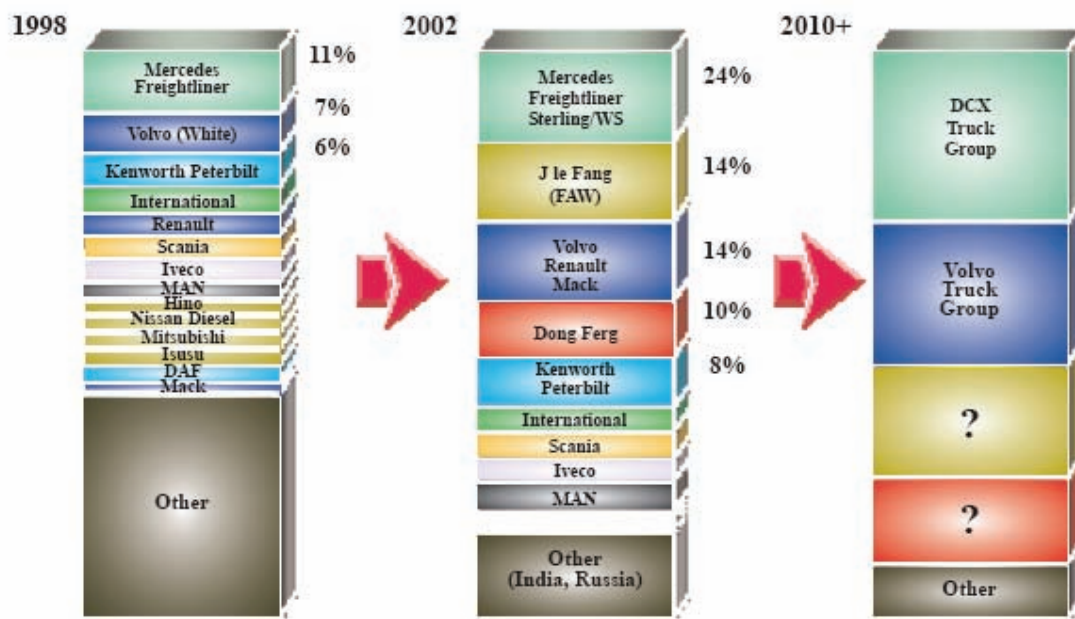 1998
11%
7%
6%
Mercedes
Freightliner
Volvo (White)
Kenworth Peterbilt
International
Renault
Scania
Iveco
MAN
Hino
Nissan Diesel
Mitsubishi
Isusu
DAF
Mack
Other
2002
24%
14%
14%
10%
8%
Mercedes
Freightliner
Sterling/WS
J le Fang
(FAW)
Volvo
Renault
Mack
Dong Ferg
Kenworth
Peterbilt
International
Scania
Iveco
MAN
Other
(India, Russia)
2010+
DCX
Truck
Group
Volvo
Truck
Group
?
?
Other